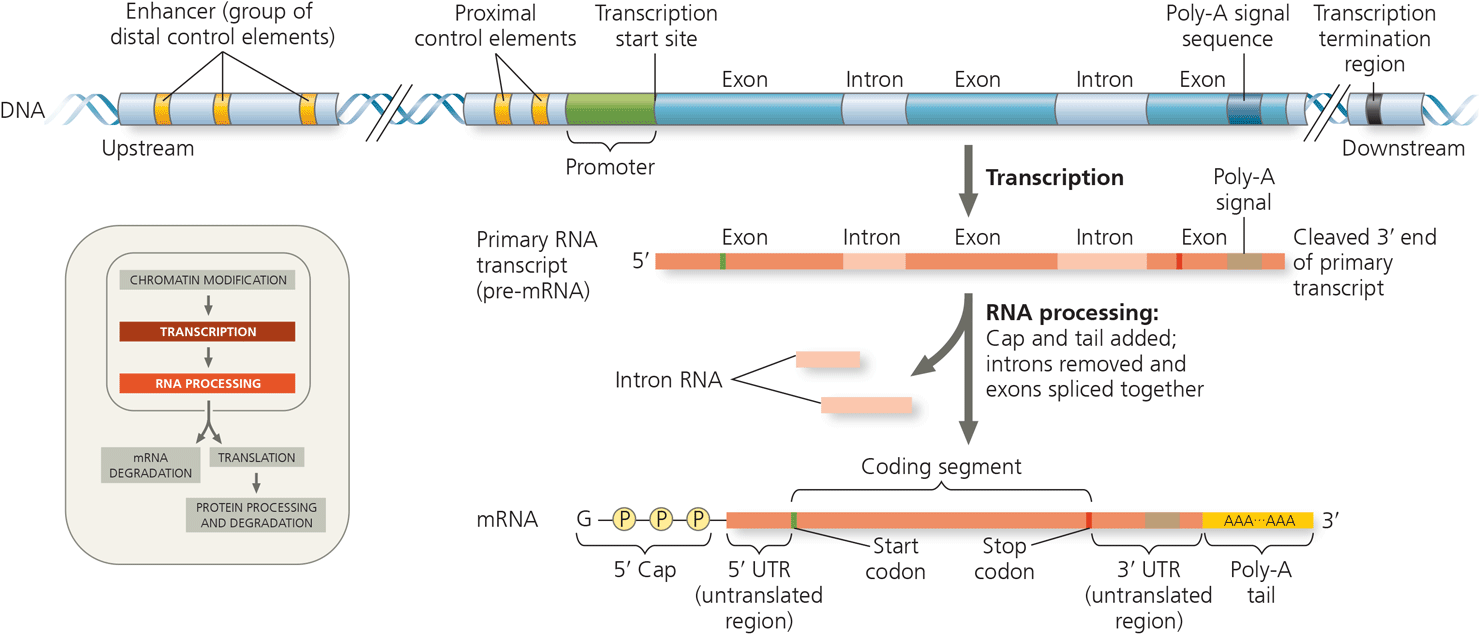 Enhancer (group of
distal control elements)
Proximal
control elements
Transcription
start site
Poly-A signal
sequence
Transcription
termination
region
Exon
Intron
Exon
Intron
Exon
DNA
Upstream
Promoter
Downstream
Transcription
Poly-A
signal
Primary RNA
transcript
(pre-mRNA)
5′
Exon
Intron
Exon
Intron
Exon
Cleaved 3′ end
of primary
transcript
RNA processing:
Cap and tail added;
introns removed and
exons spliced together
Intron RNA
CHROMATIN MODIFICATION
TRANSCRIPTION
RNA PROCESSING
mRNA
DEGRADATION
TRANSLATION
PROTEIN PROCESSING
AND DEGRADATION
Coding segment
mRNA
G
P
P
P
AAA···AAA
3′
5′ Cap
5′ UTR
(untranslated
region)
Start
codon
Stop
codon
3′ UTR
(untranslated
region)
Poly-A
tail